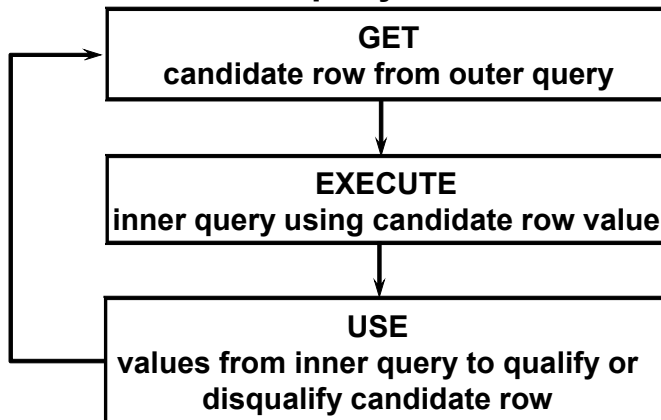 GET
candidate row from outer query
EXECUTE
inner query using candidate row value
USE
values from inner query to qualify or
disqualify candidate row